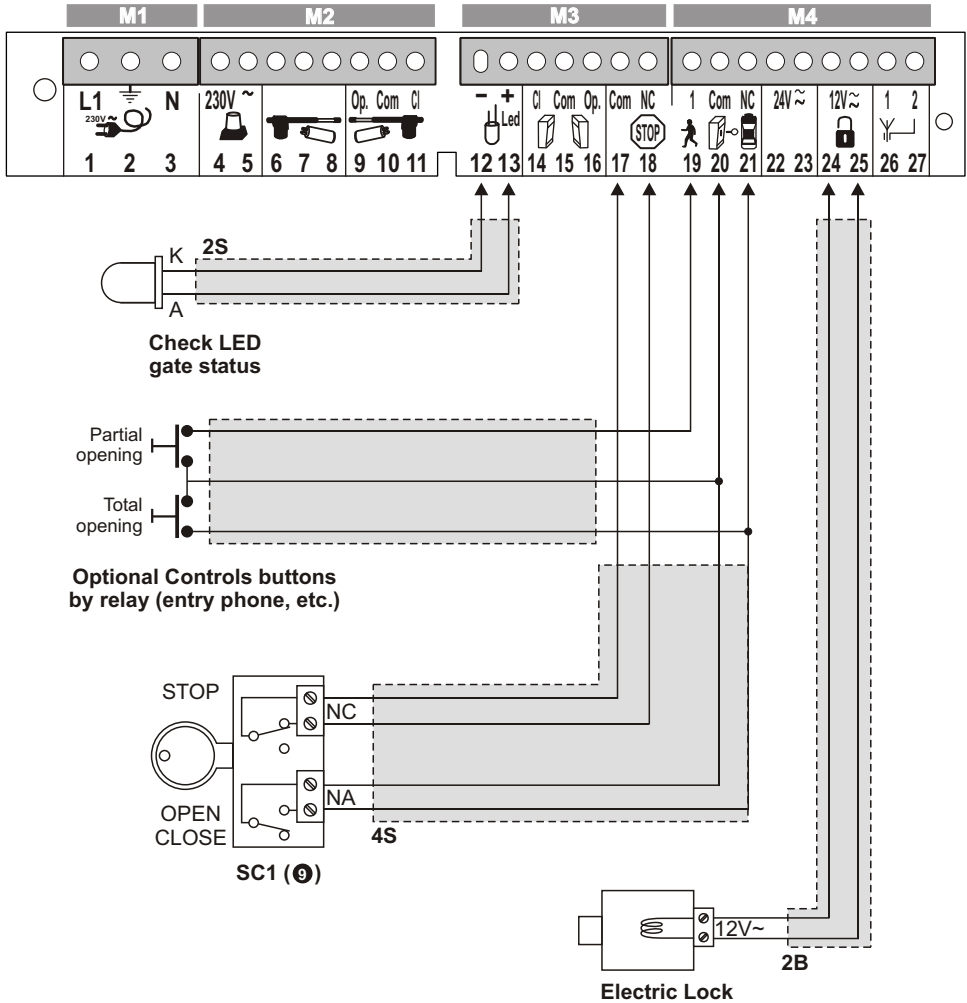 M1 M2 M3 M4
L1 N 230V ~ Op. Com Cl − + Cl Com Op. Com NC 1 Com NC 24V ≂ 12V ≂ 1 2
230V ~ Led STOP
1 2 3 4 5 6 7 8 9 10 11 12 13 14 15 16 17 18 19 20 21 22 23 24 25 26 27
2S
K
A
Check LED
gate status
Partial
opening
Total
opening
Optional Controls buttons
by relay (entry phone, etc.)
STOP
NC
OPEN
CLOSE
NA
4S
SC1 (❾)
12V~
2B
Electric Lock